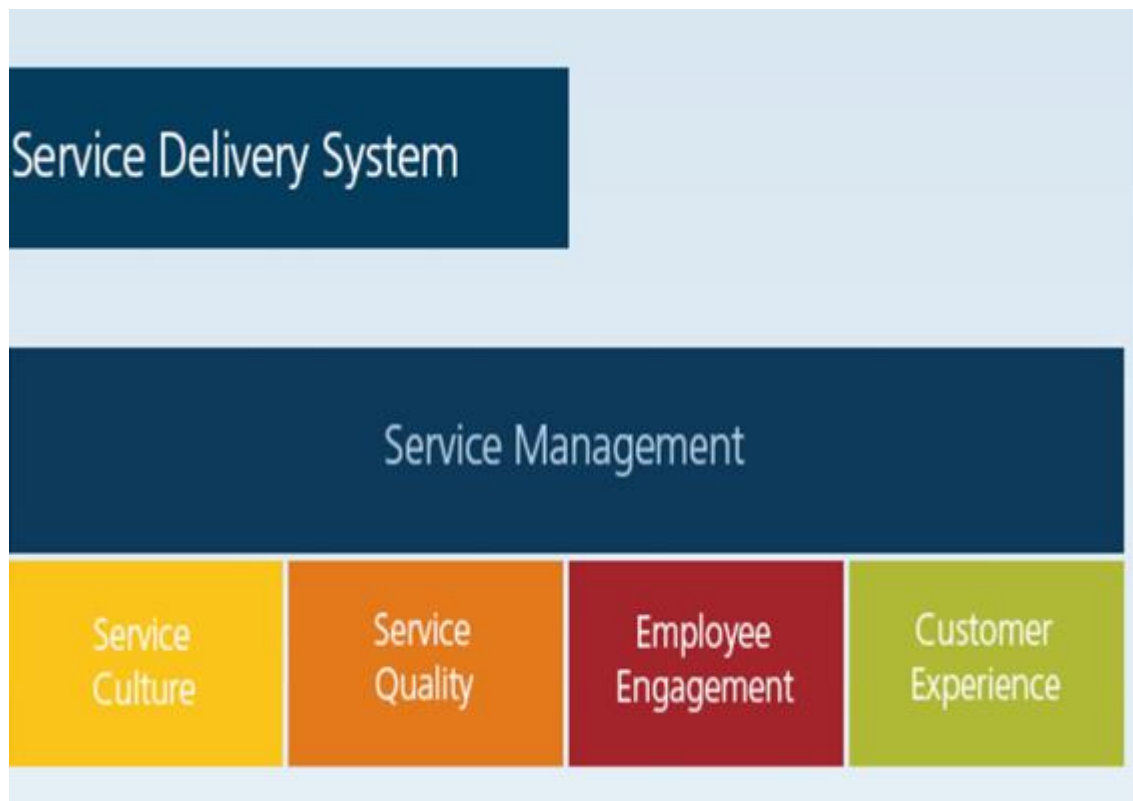 Service Delivery System
Service Management
Service
Culture
Service
Quality
Employee
Engagement
Customer
Experience